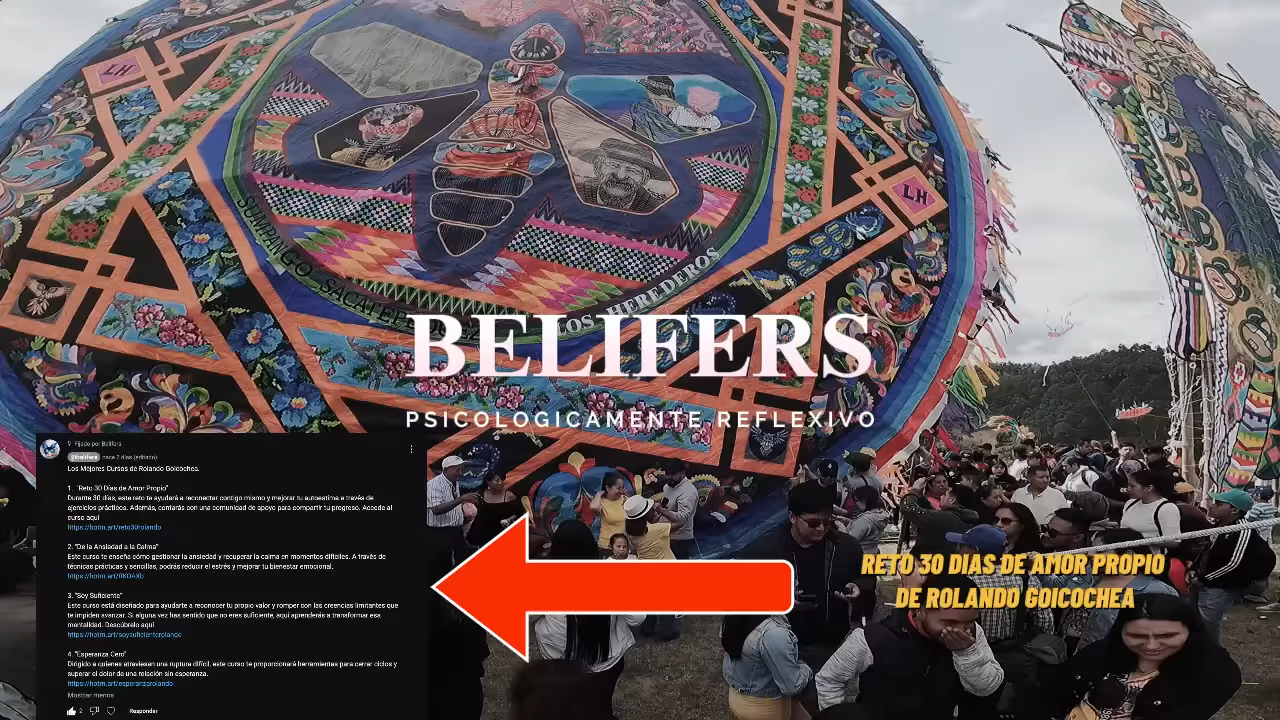 LH
LH
SUMPANGO SACATEP
LOS HEREDEROS
BELIFERS
PSICOLOGICAMENTE REFLEXIVO
Fijado por Belifers
@belifers hace 2 días (editado)
Los Mejores Cursos de Rolando Goicochea.
1. "Reto 30 Días de Amor Propio"
Durante 30 días, este reto te ayudará a reconectar contigo mismo y mejorar tu autoestima a través de
ejercicios prácticos. Además, contarás con una comunidad de apoyo para compartir tu progreso. Accede al
curso aquí
https://hotm.art/reto30rolando
2. "De la Ansiedad a la Calma"
Este curso te enseña cómo gestionar la ansiedad y recuperar la calma en momentos difíciles. A través de
técnicas prácticas y sencillas, podrás reducir el estrés y mejorar tu bienestar emocional.
3. "Soy Suficiente"
Este curso está diseñado para ayudarte a reconocer tu propio valor y romper con las creencias limitantes que
te impiden avanzar. Si alguna vez has sentido que no eres suficiente, aquí aprenderás a transformar esa
mentalidad. Descúbrelo aquí
https://hotm.art/soysuficienterolando
4. "Esperanza Cero"
Dirigido a quienes atraviesan una ruptura difícil, este curso te proporcionará herramientas para cerrar ciclos y
superar el dolor de una relación sin esperanza.
https://hotm.art/esperanzarolando
Mostrar menos
2
Responder
RETO 30 DIAS DE AMOR PROPIO
DE ROLANDO GOICOCHEA